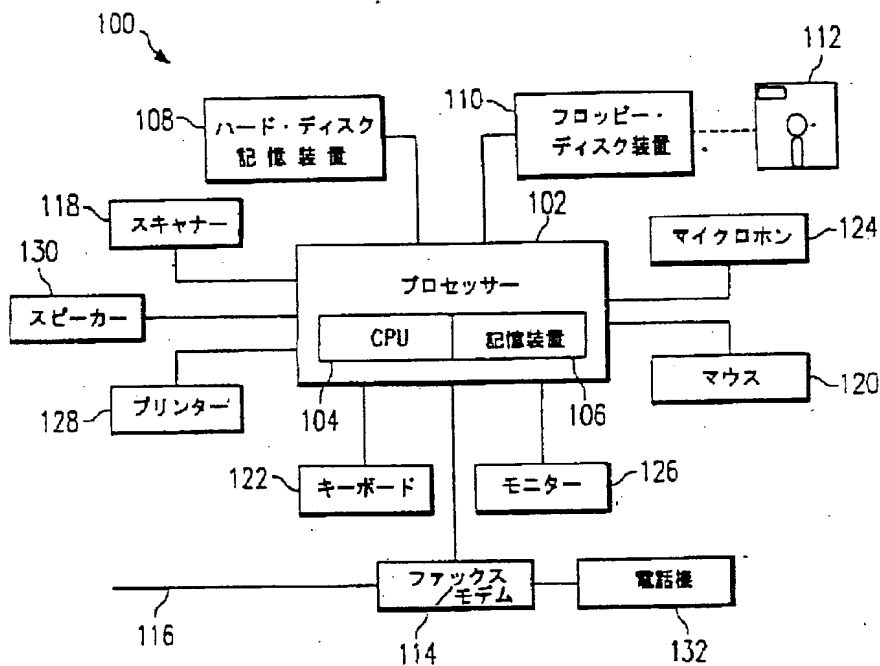 100
112
110
108
ハード・ディスク
記憶装置
フロッピー・
ディスク装置
118
スキャナー
102
マイクロホン
124
130
プロセッサー
スピーカー
CPU
記憶装置
マウス
120
プリンター
128
104
106
122
キーボード
モニター
126
ファックス
/モデム
電話機
116
114
132